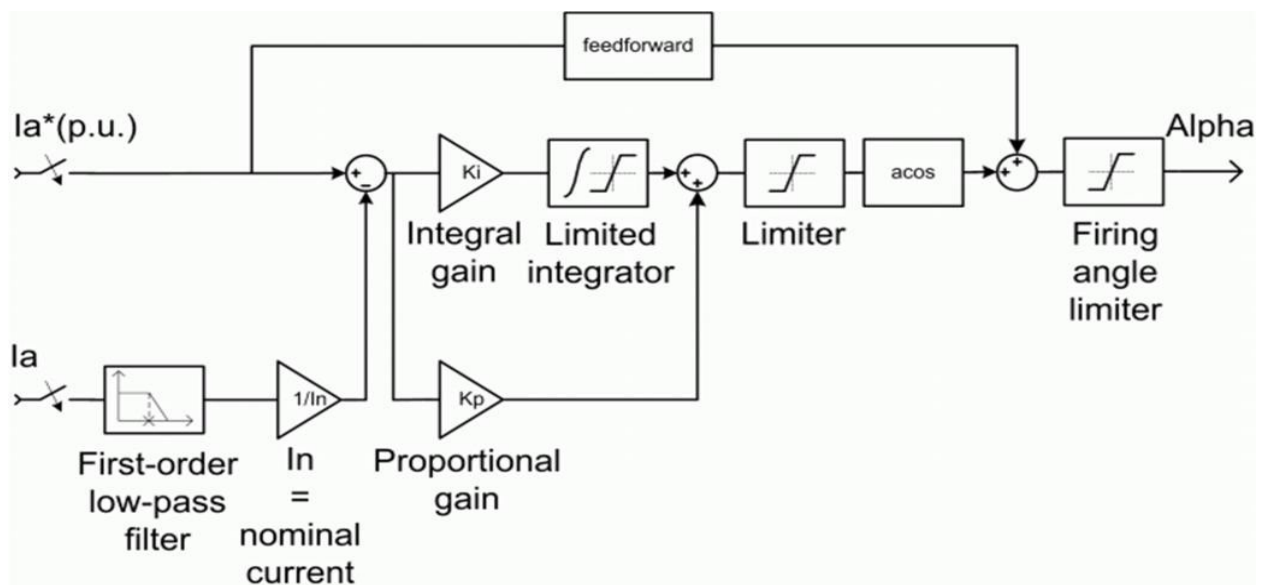 feedforward
Ia*(p.u.)
Alpha
+
−
Ki
+
+
acos
+
+
Integral
gain
Limited
integrator
Limiter
Firing
angle
limiter
Ia
1/In
Kp
First-order
low-pass
filter
In
=
nominal
current
Proportional
gain